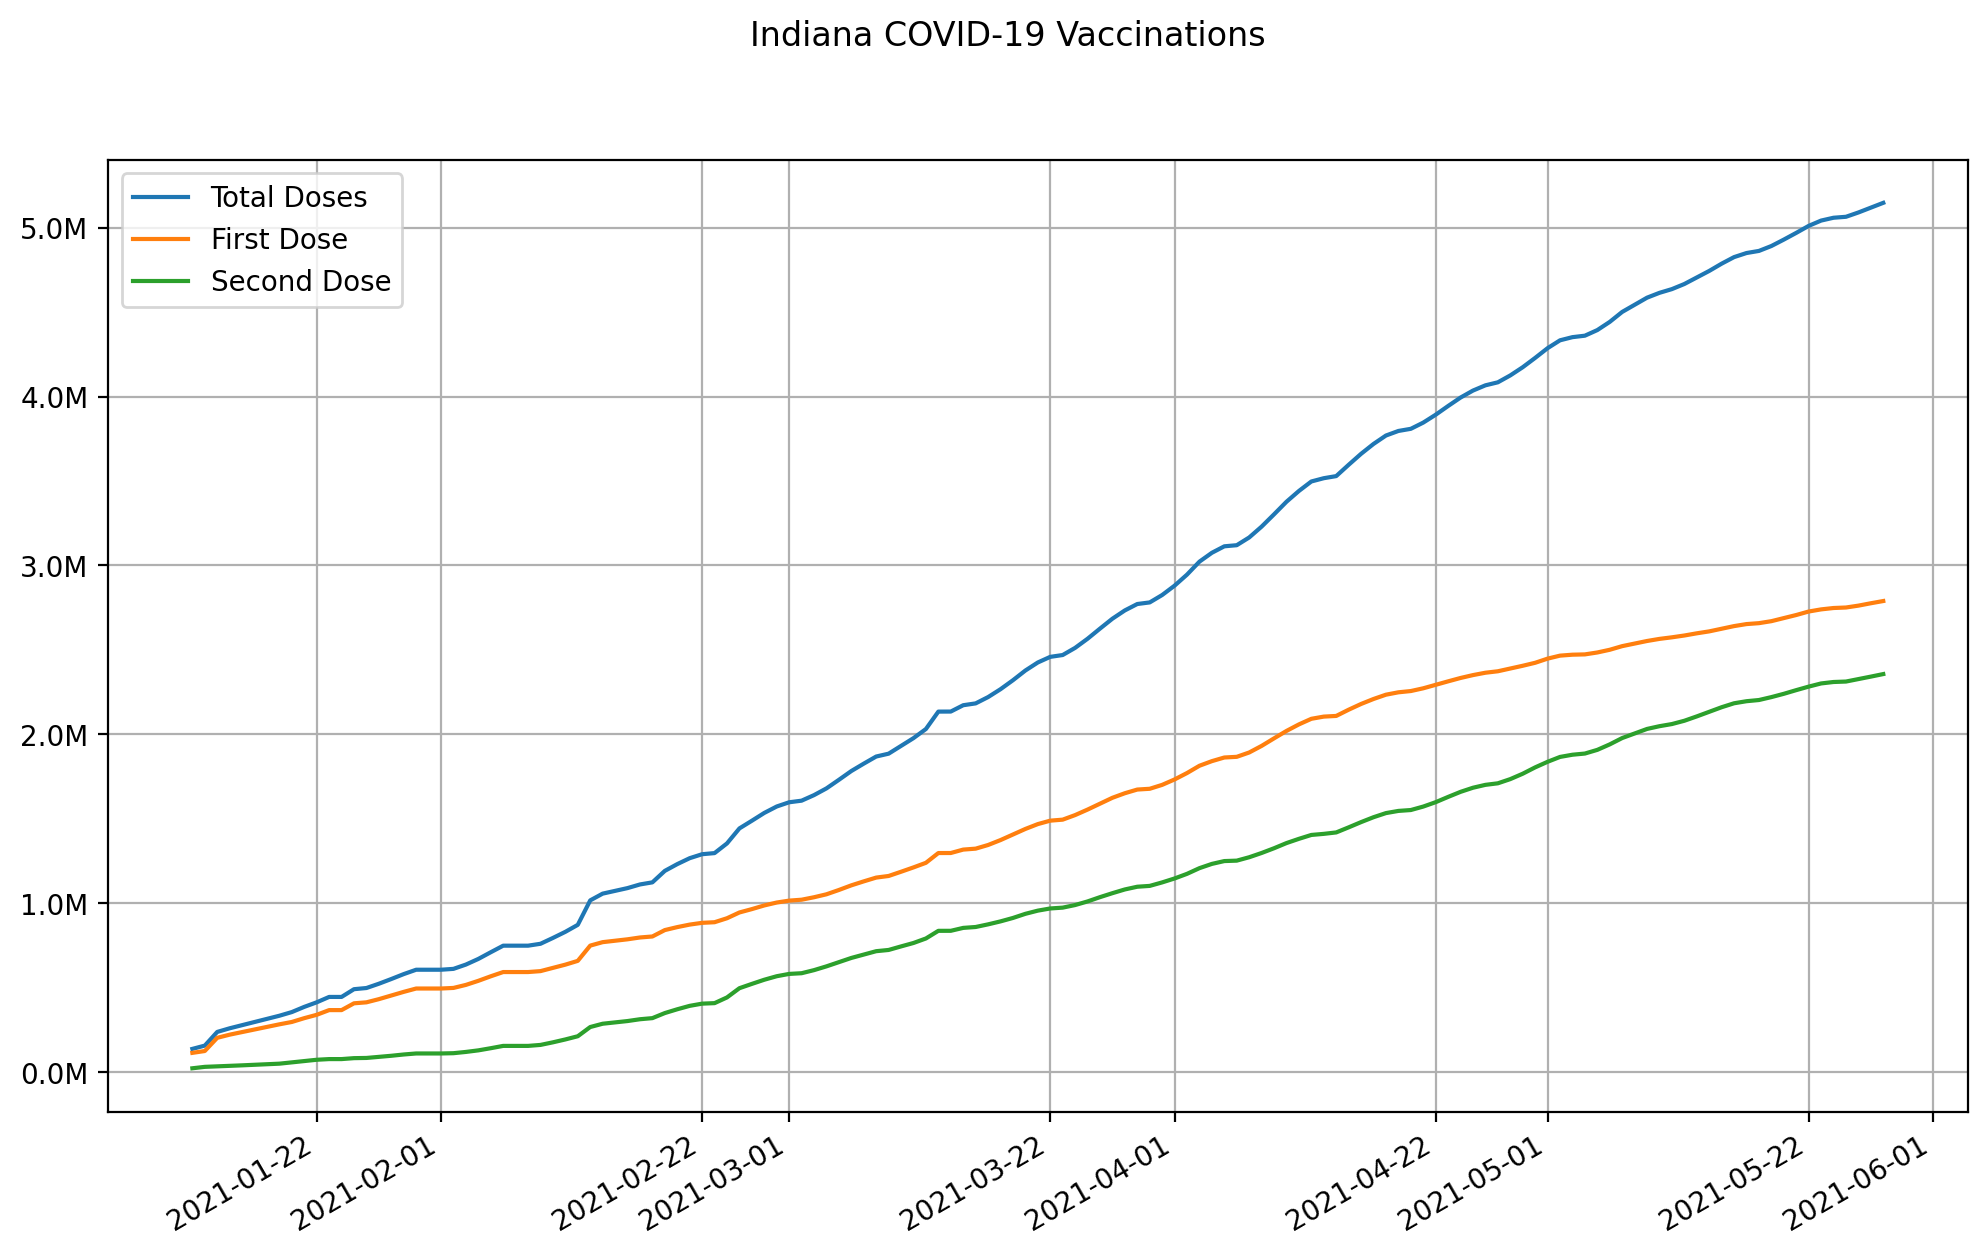 Indiana COVID-19 Vaccinations
Total Doses
First Dose
Second Dose
5.0M
4.0M
3.0M
2.0M
1.0M
0.0M
2021-01-22
2021-02-01
2021-02-22
2021-03-01
2021-03-22
2021-04-01
2021-04-22
2021-05-01
2021-05-22
2021-06-01